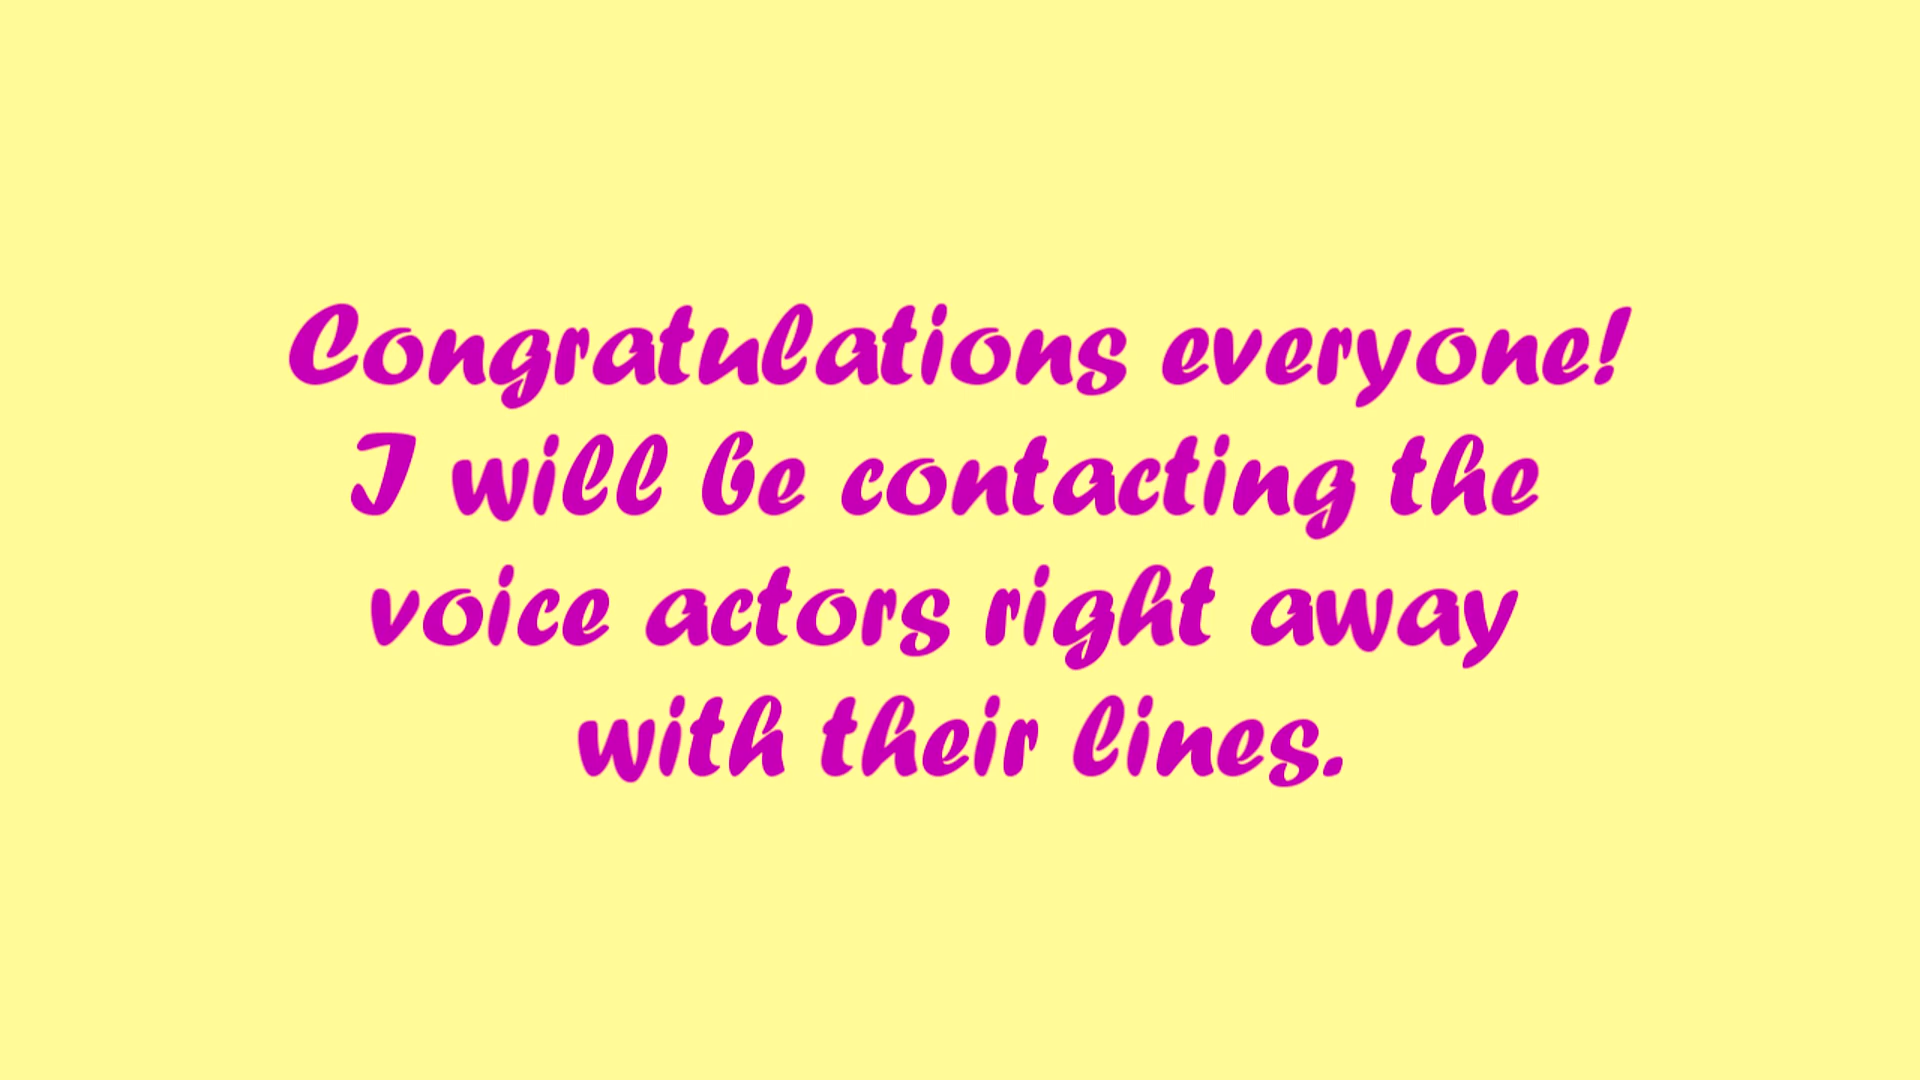 Congratulations everyone!
I will be contacting the
voice actors right away
with their lines.